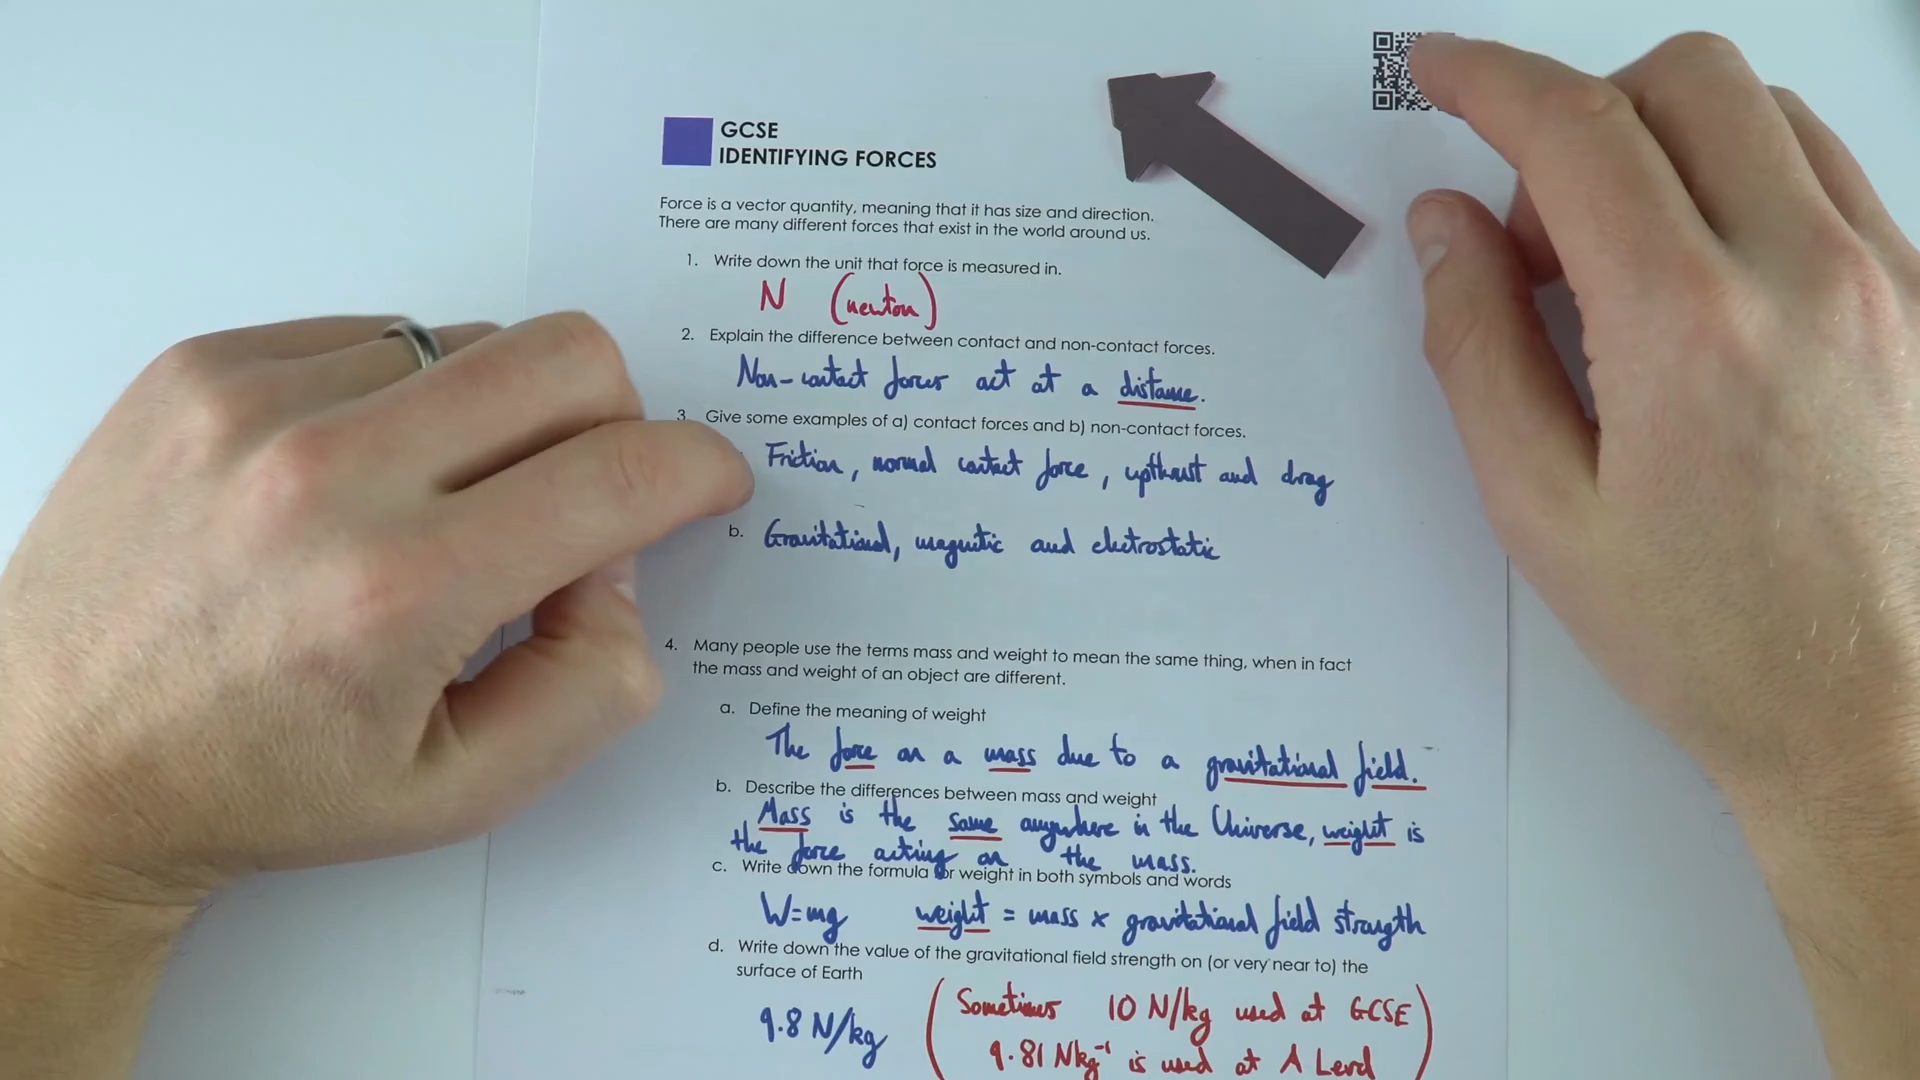 GCSE
IDENTIFYING FORCES
Force is a vector quantity, meaning that it has size and direction.
There are many different forces that exist in the world around us.
1. Write down the unit that force is measured in.
N (newton)
2. Explain the difference between contact and non-contact forces.
Non-contact forces act at a distance.
3. Give some examples of a) contact forces and b) non-contact forces.
Friction, normal contact force, upthrust and drag
b. Gravitational, magnetic and electrostatic
4. Many people use the terms mass and weight to mean the same thing, when in fact
the mass and weight of an object are different.
a. Define the meaning of weight
The force on a mass due to a gravitational field.
b. Describe the differences between mass and weight
Mass is the same anywhere in the Universe, weight is
the force acting on the mass.
c. Write down the formula for weight in both symbols and words
W=mg weight = mass x gravitational field strength
d. Write down the value of the gravitational field strength on (or very near to) the
surface of Earth
9.8 N/kg (Sometimes 10 N/kg used at GCSE
9.81 Nkg⁻¹ is used at A Level)